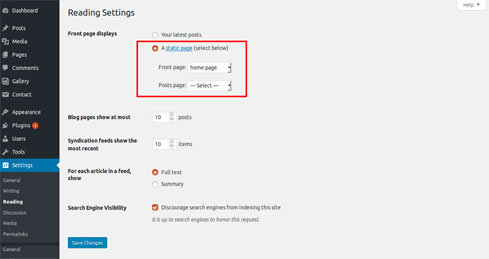 Dashboard
Posts
Media
Pages
Comments
Gallery
Contact
Appearance
Plugins 1
Users
Tools
Settings
General
Writing
Reading
Discussion
Media
Permalinks
General
Help
Reading Settings
Front page displays
Your latest posts
A static page (select below)
Front page: home page
Posts page: — Select —
Blog pages show at most 10 posts
Syndication feeds show the
most recent
10 items
For each article in a feed,
show
Full text
Summary
Search Engine Visibility
Discourage search engines from indexing this site
It is up to search engines to honor this request.
Save Changes